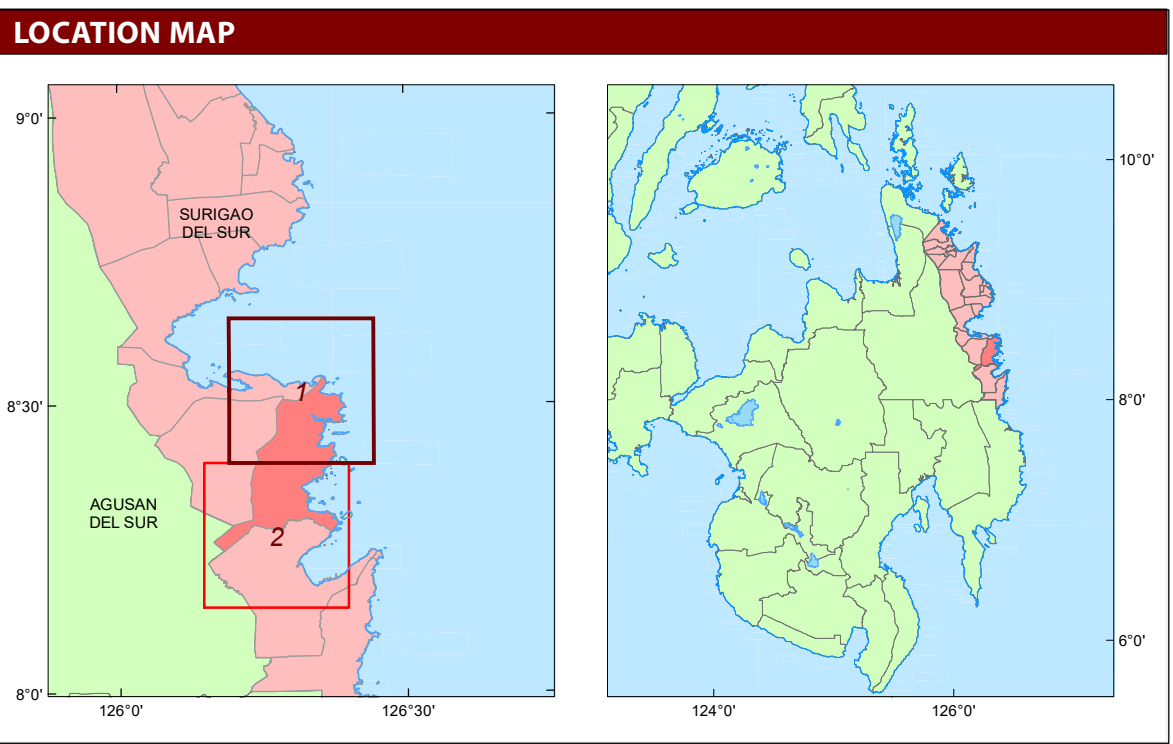 LOCATION MAP
9°0'
SURIGAO
DEL SUR
1
8°30'
AGUSAN
DEL SUR
2
8°0'
126°0'
126°30'
10°0'
8°0'
6°0'
124°0'
126°0'